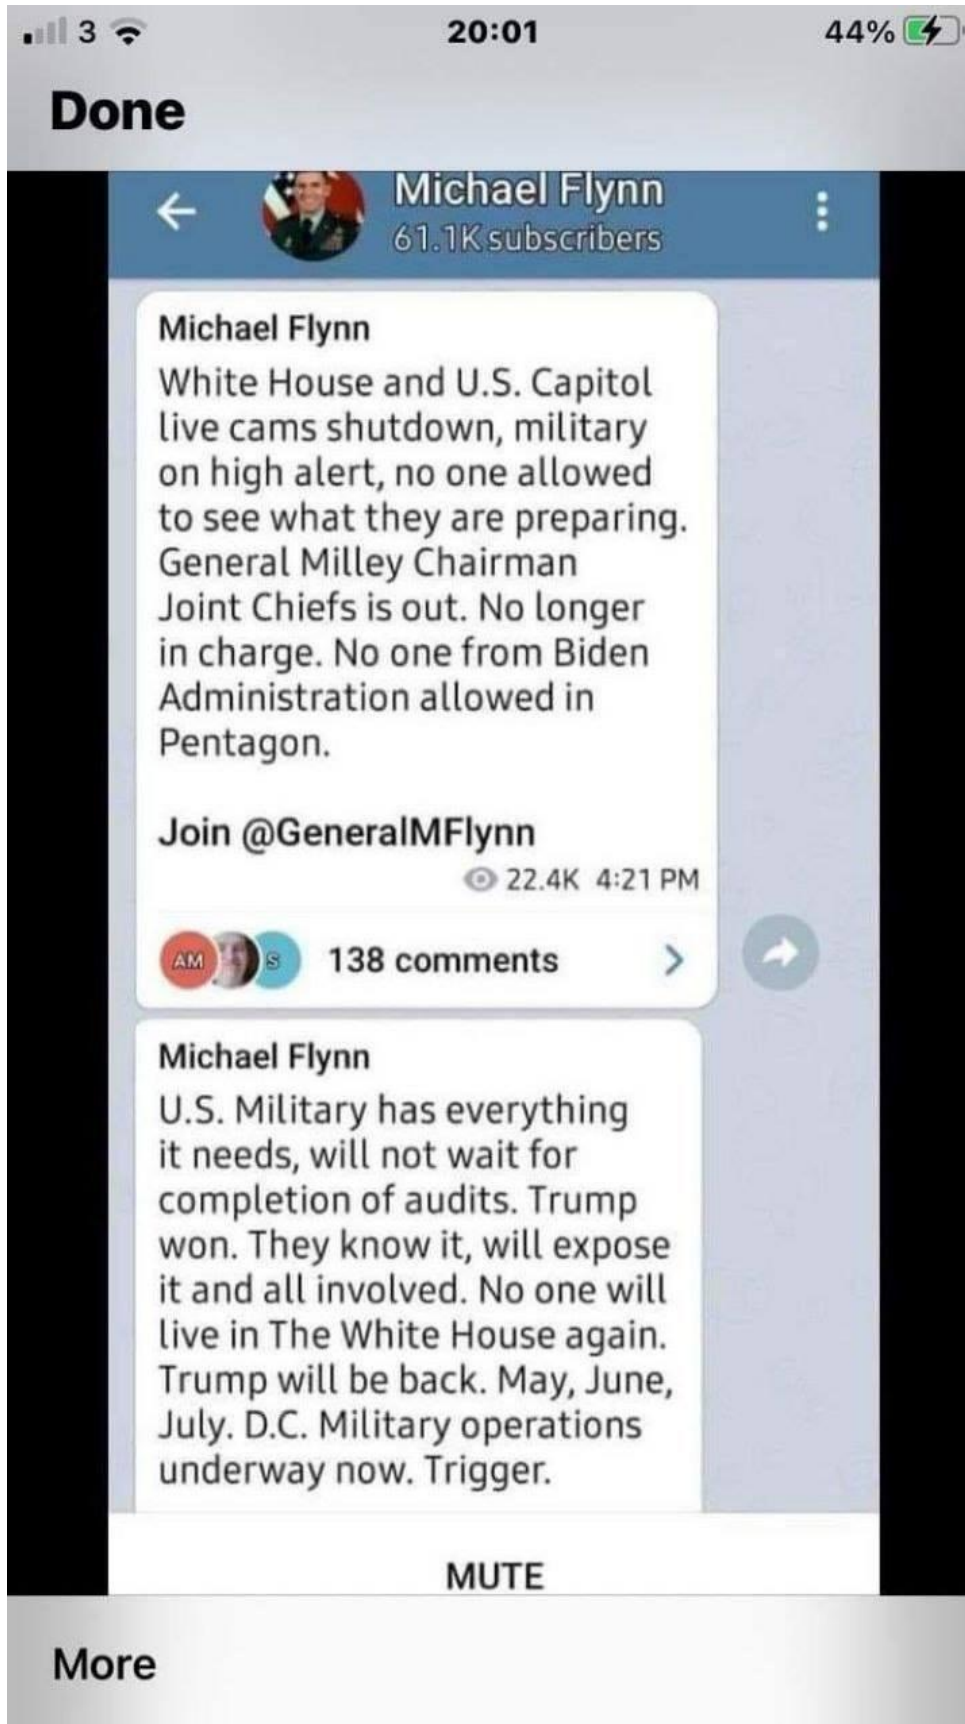 3
20:01
44%
Done
Michael Flynn
61.1K subscribers
Michael Flynn
White House and U.S. Capitol
live cams shutdown, military
on high alert, no one allowed
to see what they are preparing.
General Milley Chairman
Joint Chiefs is out. No longer
in charge. No one from Biden
Administration allowed in
Pentagon.
Join @GeneralMFlynn
22.4K 4:21 PM
AM
S
138 comments
Michael Flynn
U.S. Military has everything
it needs, will not wait for
completion of audits. Trump
won. They know it, will expose
it and all involved. No one will
live in The White House again.
Trump will be back. May, June,
July. D.C. Military operations
underway now. Trigger.
MUTE
More